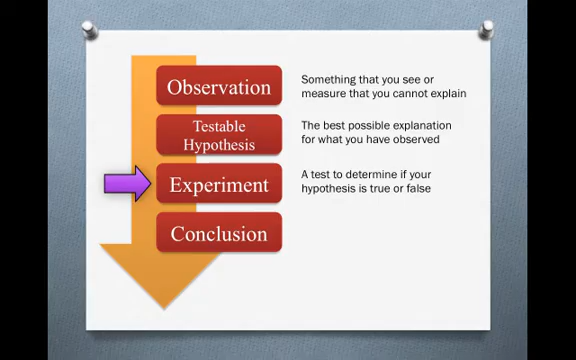 Observation
Something that you see or
measure that you cannot explain
Testable
Hypothesis
The best possible explanation
for what you have observed
Experiment
A test to determine if your
hypothesis is true or false
Conclusion